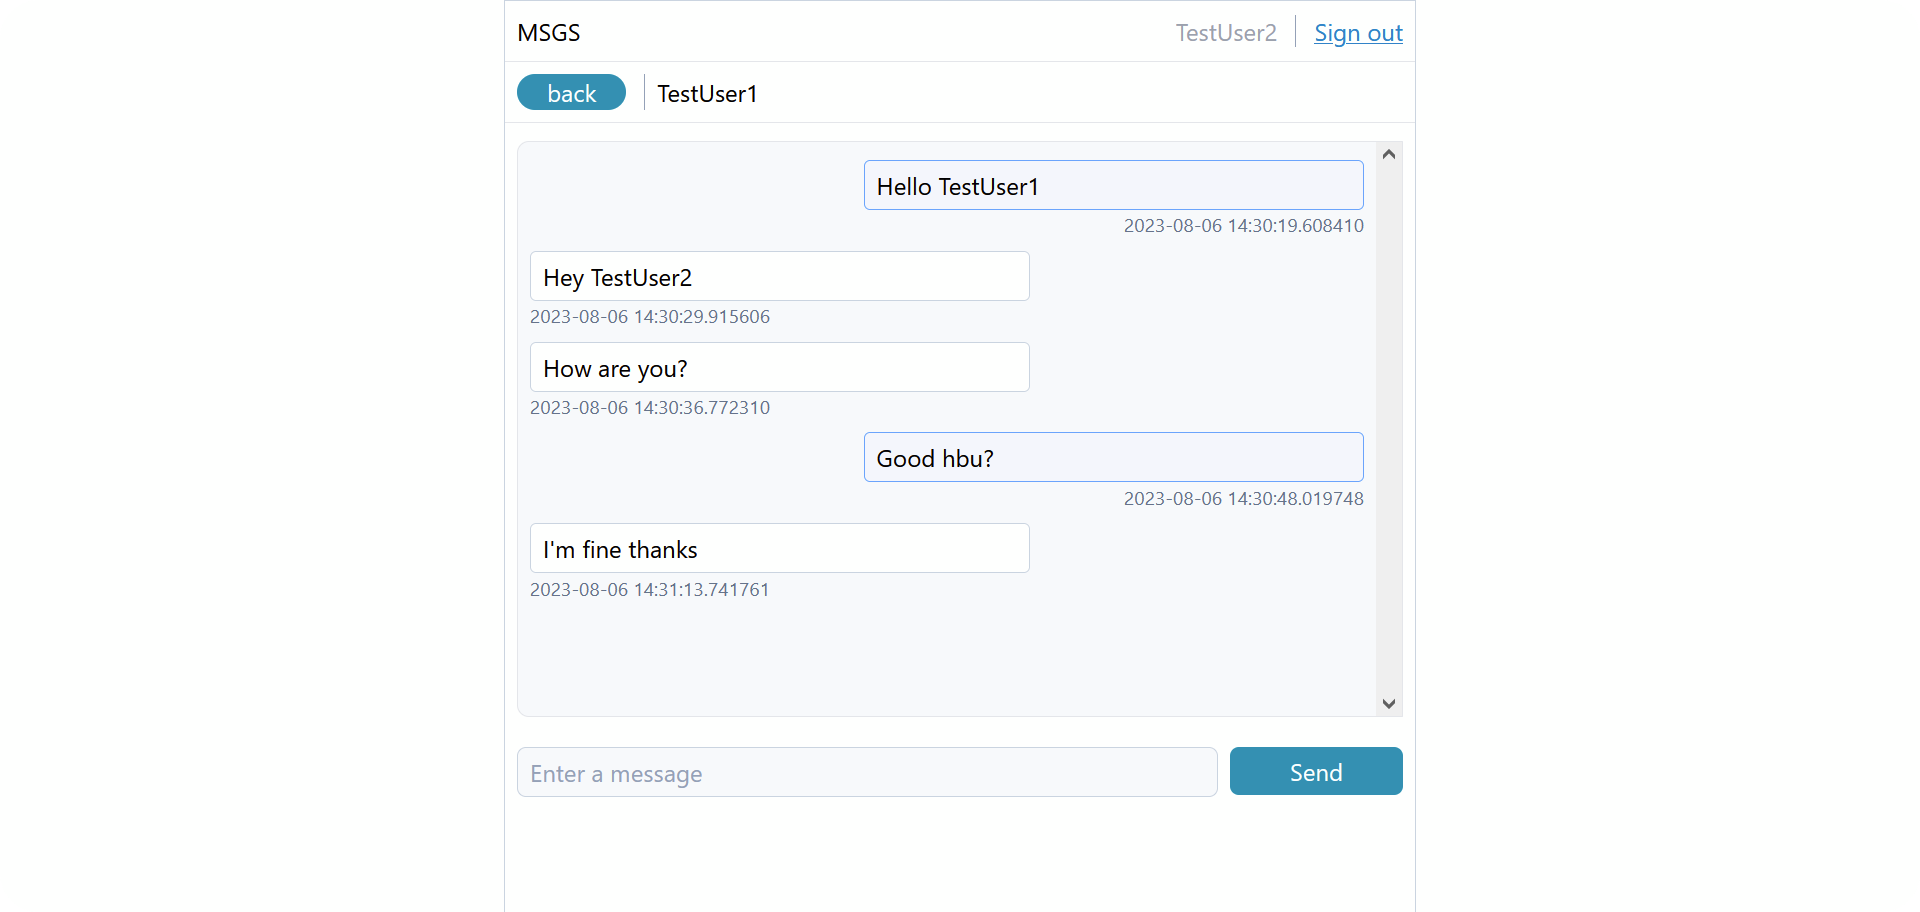 MSGS
TestUser2
Sign out
back
TestUser1
Hello TestUser1
2023-08-06 14:30:19.608410
Hey TestUser2
2023-08-06 14:30:29.915606
How are you?
2023-08-06 14:30:36.772310
Good hbu?
2023-08-06 14:30:48.019748
I'm fine thanks
2023-08-06 14:31:13.741761
Enter a message
Send